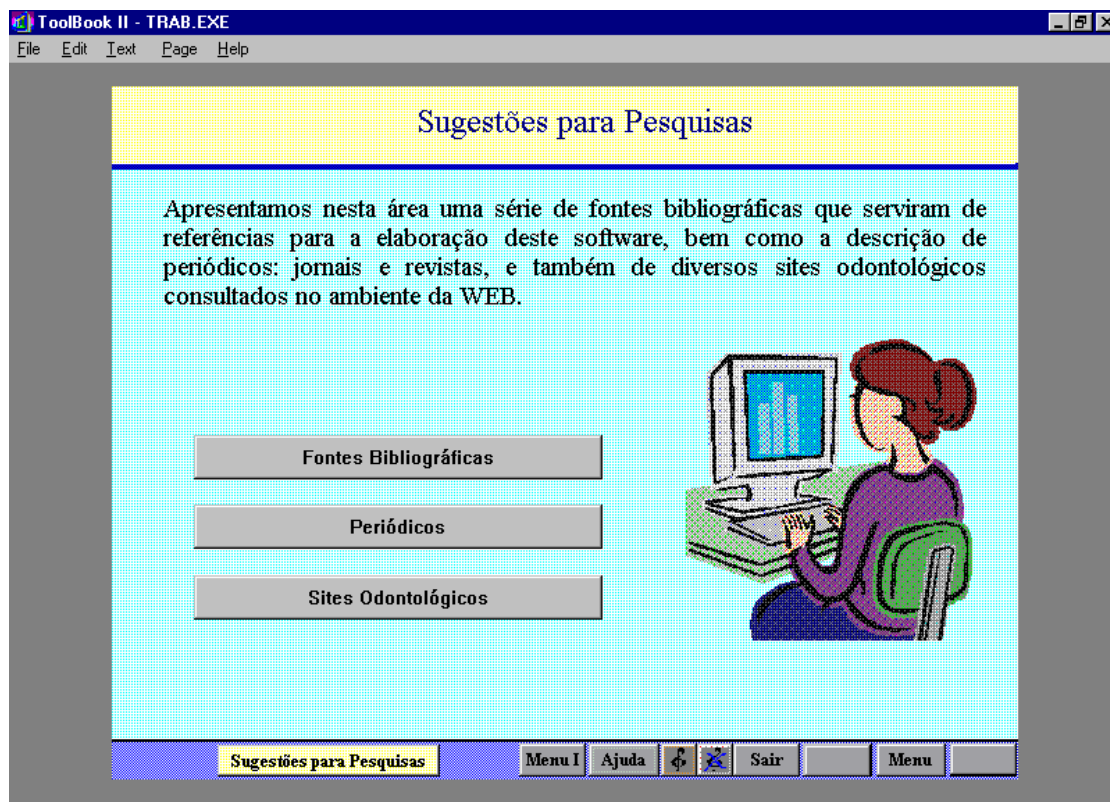 ToolBook II - TRAB.EXE
File Edit Text Page Help
Sugestões para Pesquisas
Apresentamos nesta área uma série de fontes bibliográficas que serviram de
referências para a elaboração deste software, bem como a descrição de
periódicos: jornais e revistas, e também de diversos sites odontológicos
consultados no ambiente da WEB.
Fontes Bibliográficas
Periódicos
Sites Odontológicos
Sugestões para Pesquisas Menu I Ajuda Sair Menu